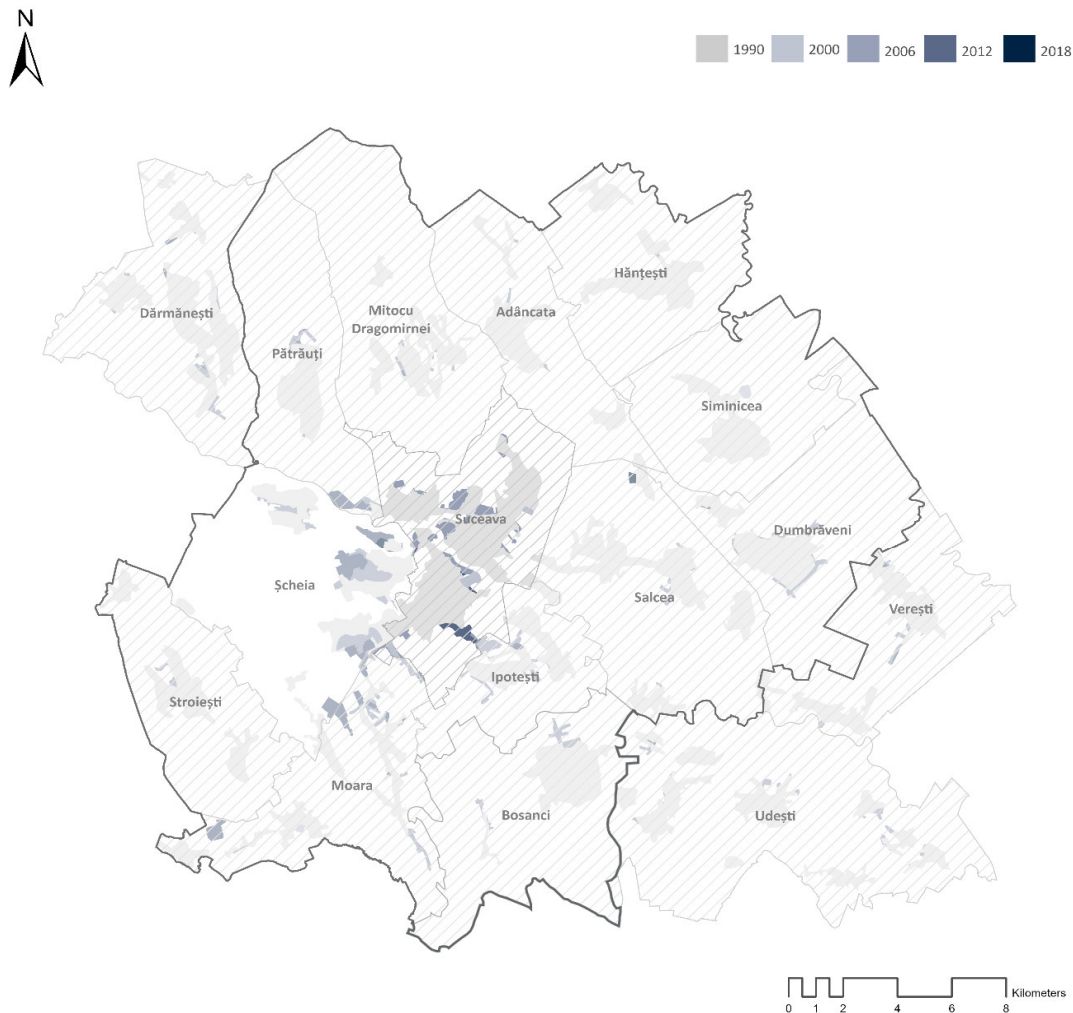 N
1990 2000 2006 2012 2018
Hănțești
Dărmănești
Mitocu
Dragomirnei
Adâncata
Pătrăuți
Siminicea
Suceava
Dumbrăveni
Șcheia
Salcea
Verești
Ipotești
Stroiești
Moara
Bosanci
Udești
Kilometers
0 1 2 4 6 8